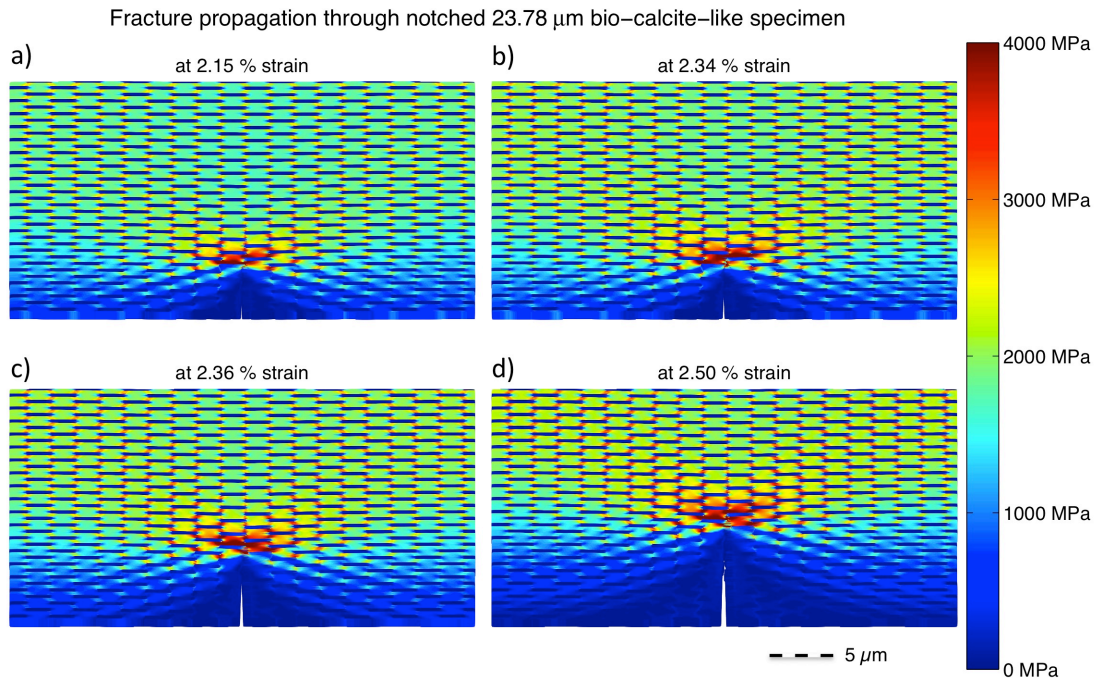 Fracture propagation through notched 23.78 μm bio−calcite−like specimen
a)
at 2.15 % strain
b)
at 2.34 % strain
c)
at 2.36 % strain
d)
at 2.50 % strain
4000 MPa
3000 MPa
2000 MPa
1000 MPa
0 MPa
5 μm